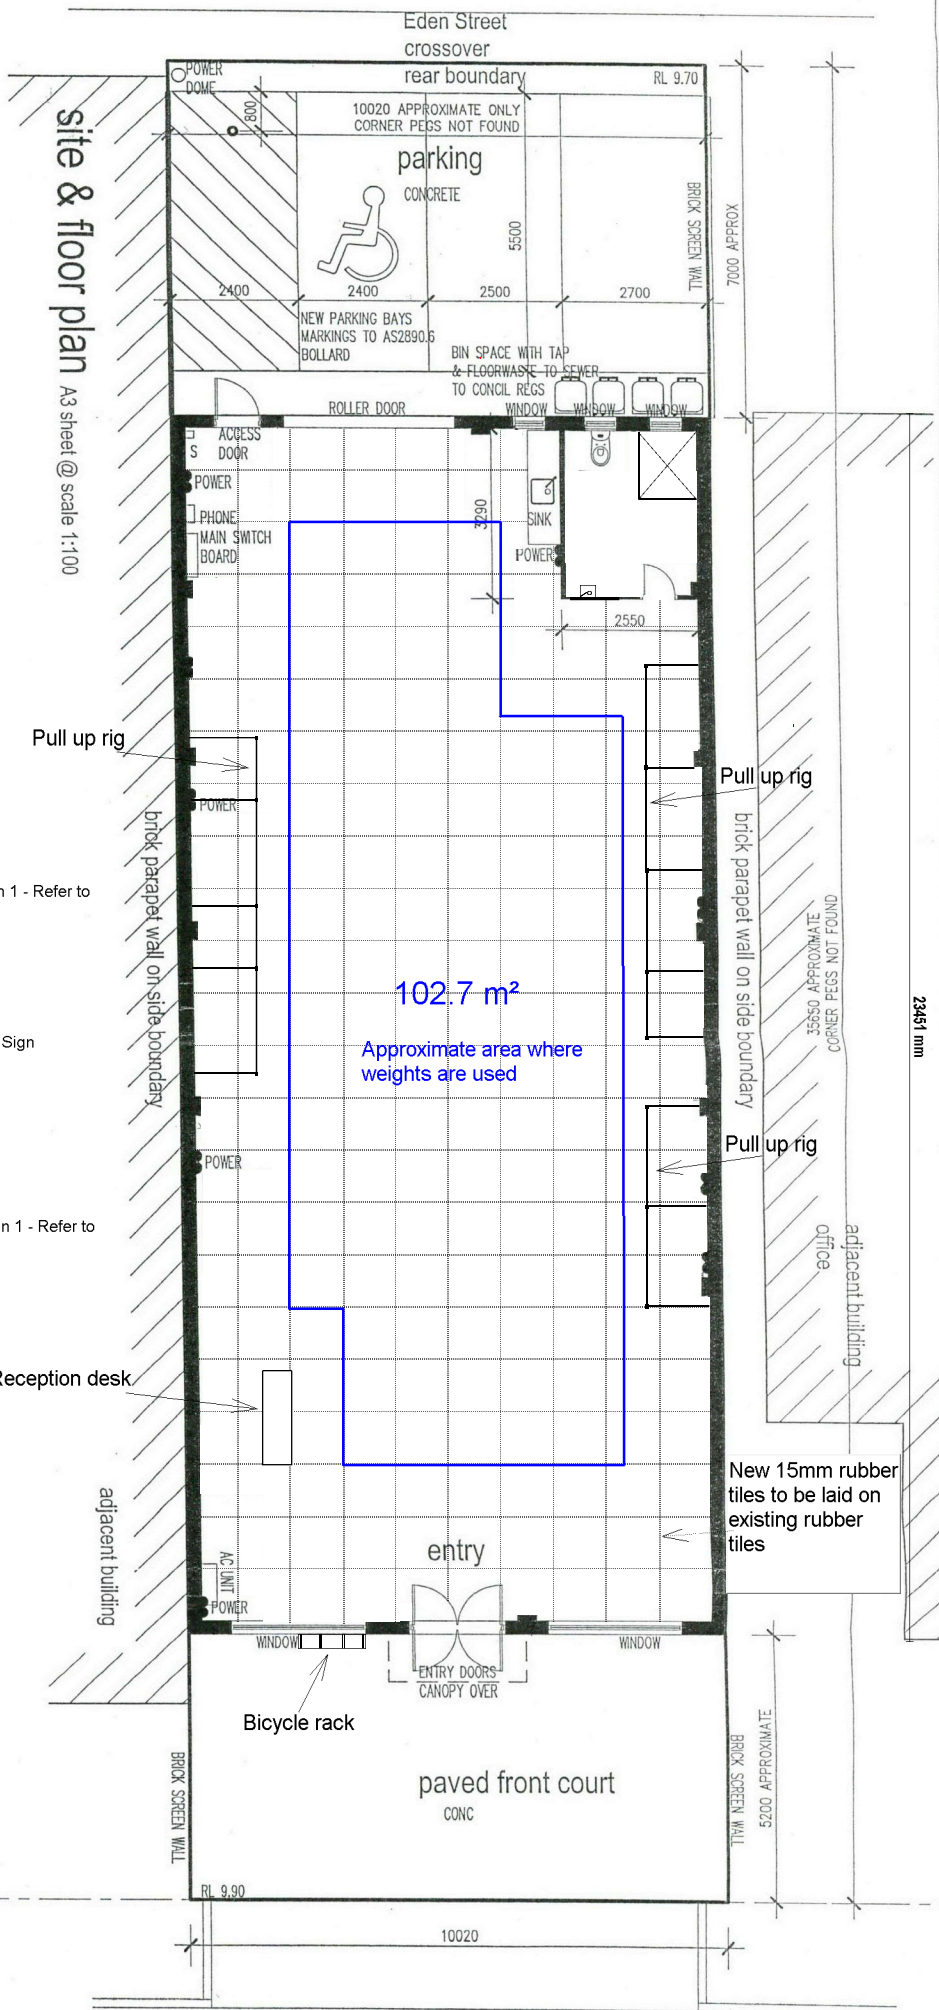 Eden Street
crossover
rear boundary
RL 9.70
POWER
DOME
800
10020 APPROXIMATE ONLY
CORNER PEGS NOT FOUND
parking
CONCRETE
site & floor plan A3 sheet @ scale 1:100
BRICK SCREEN WALL
7000 APPROX
5500
2400
2400
2500
2700
NEW PARKING BAYS
MARKINGS TO AS2890.6
BOLLARD
BIN SPACE WITH TAP
& FLOORWASTE TO SEWER
TO CONCIL REGS
ROLLER DOOR
WINDOW
WINDOW
WINDOW
ACCESS
DOOR
S
POWER
PHONE
MAIN SWITCH
BOARD
3290
SINK
POWER
2550
Pull up rig
Pull up rig
POWER
brick parapet wall on side boundary
brick parapet wall on side boundary
n 1 - Refer to
35650 APPROXIMATE
CORNER PEGS NOT FOUND
23451 mm
102.7 m²
Approximate area where
weights are used
Sign
Pull up rig
POWER
n 1 - Refer to
adjacent building
office
Reception desk
New 15mm rubber
tiles to be laid on
existing rubber
tiles
adjacent building
entry
AC UNIT
POWER
WINDOW
WINDOW
ENTRY DOORS
CANOPY OVER
Bicycle rack
paved front court
CONC
BRICK SCREEN WALL
BRICK SCREEN WALL
5200 APPROXIMATE
RL 9.90
10020